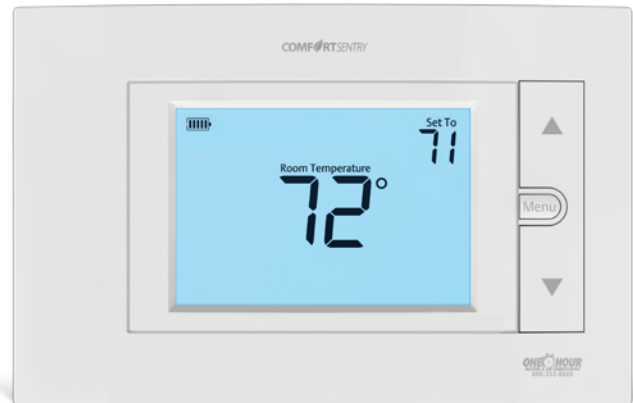 COMFORTSENTRY
Set To
71
Room Temperature
72°
Menu
ONE HOUR